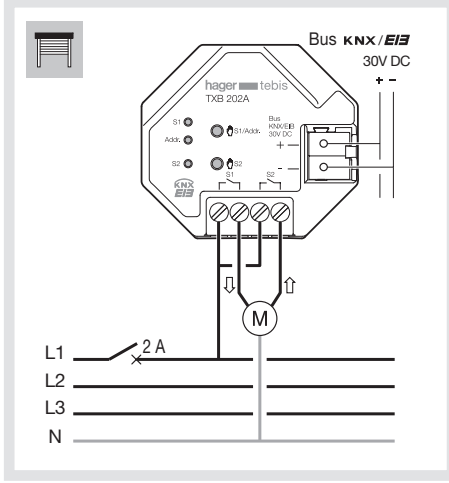 Bus KNX/EIB
30V DC
+ -
hager tebis
TXB 202A
S1
Addr.
S2
S1/Addr.
S2
Bus
KNX/EIB
30V DC
+
-
S1
S2
KNX
EIB
M
L1
2 A
L2
L3
N